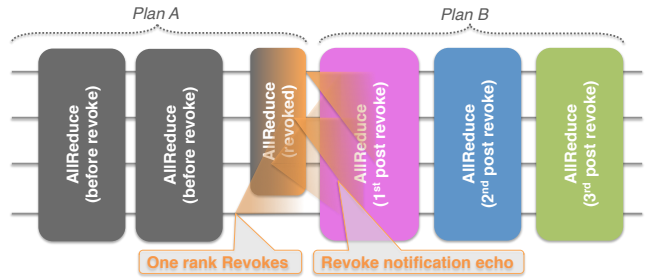 Plan A
Plan B
AllReduce
(before revoke)
AllReduce
(before revoke)
AllReduce
(revoked)
AllReduce
(1st post revoke)
AllReduce
(2nd post revoke)
AllReduce
(3rd post revoke)
One rank Revokes
Revoke notification echo